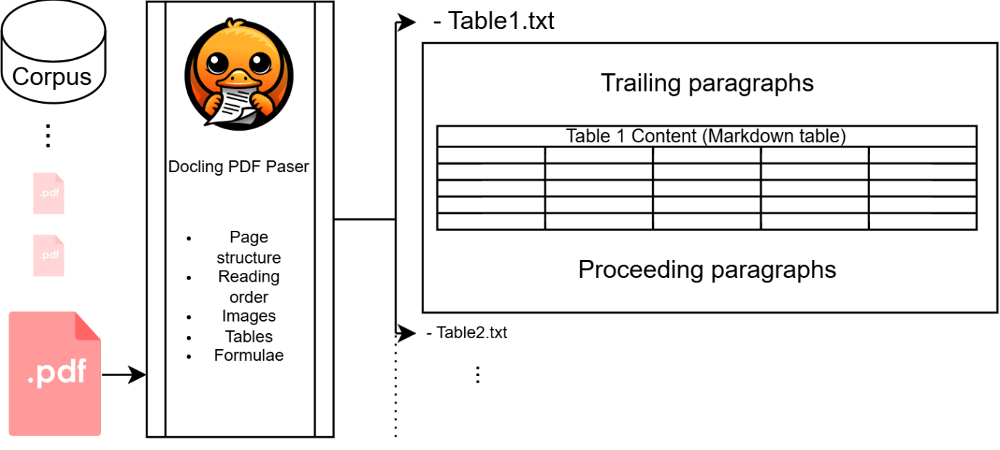 Corpus
.pdf
.pdf
.pdf
Docling PDF Paser
• Page
structure
• Reading
order
• Images
• Tables
• Formulae
- Table1.txt
Trailing paragraphs
Table 1 Content (Markdown table)
Proceeding paragraphs
- Table2.txt